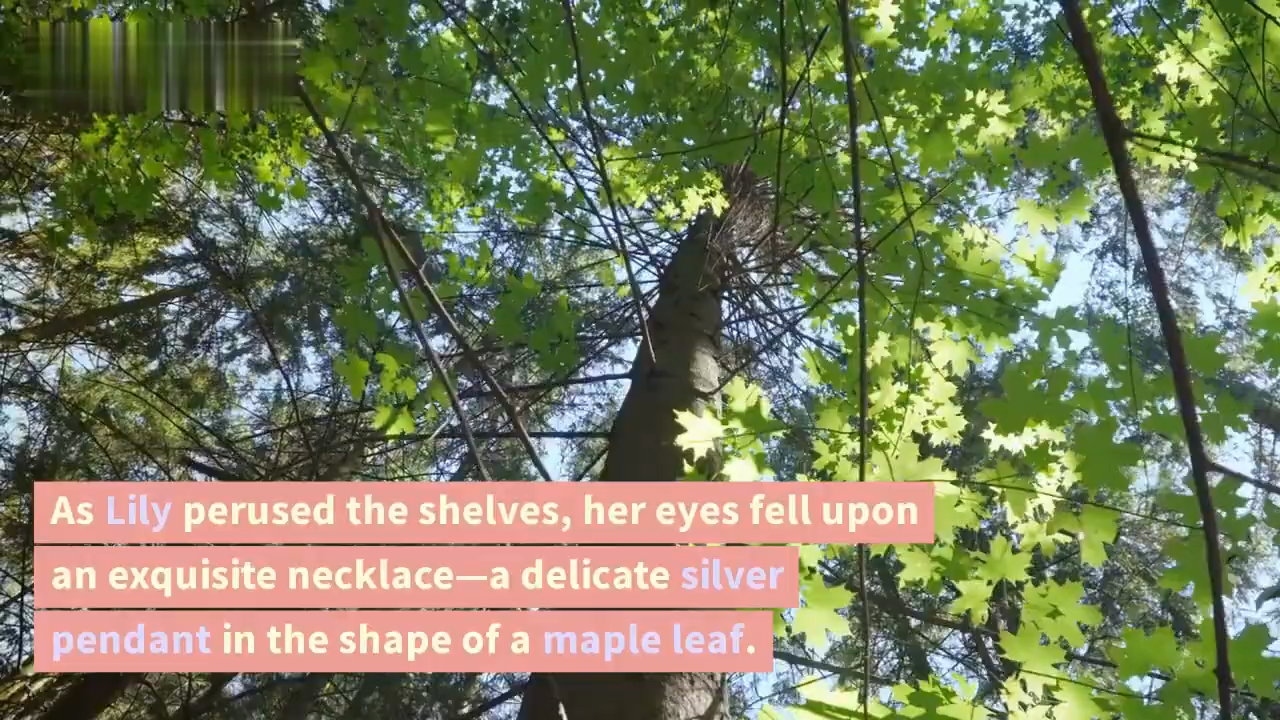 As Lily perused the shelves, her eyes fell upon
an exquisite necklace—a delicate silver
pendant in the shape of a maple leaf.